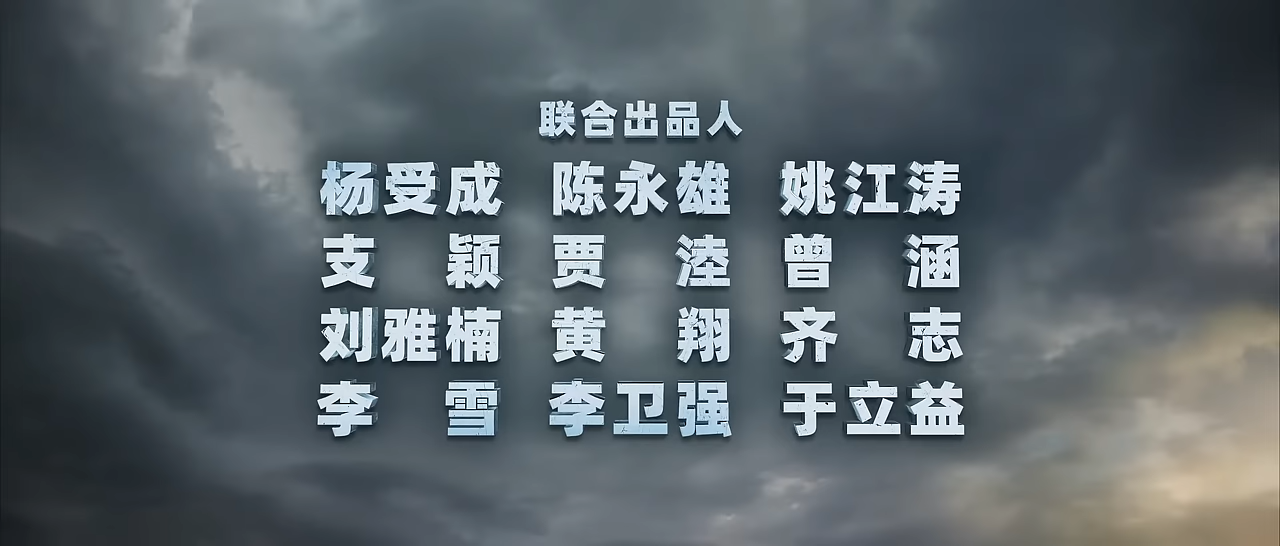 联合出品人
杨受成 陈永雄 姚江涛
支颖 贾湰 曾涵
刘雅楠 黄翔 齐志
李雪 李卫强 于立益